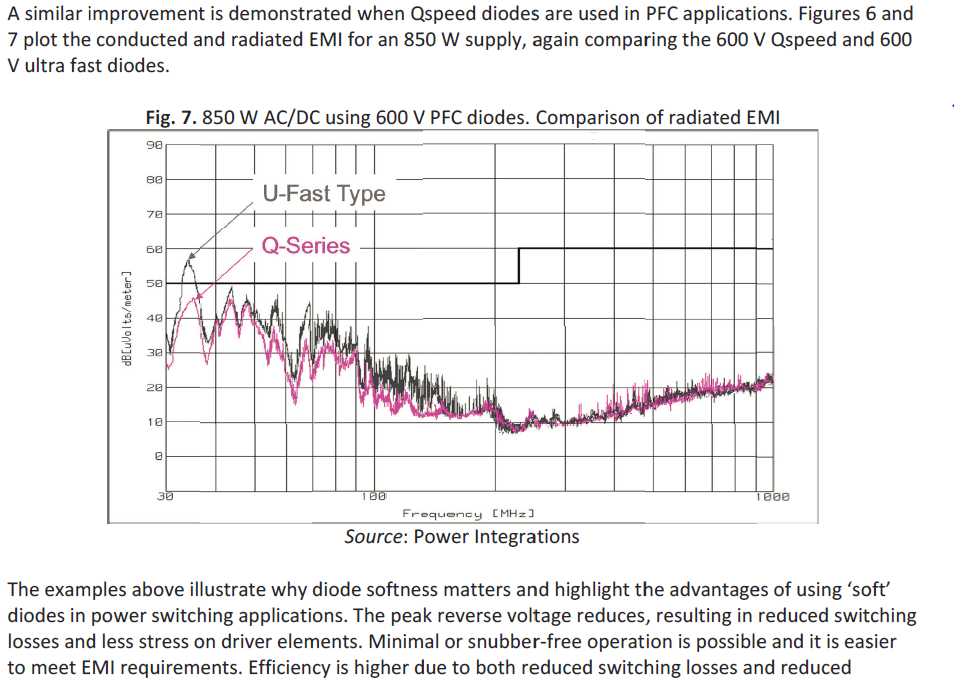 A similar improvement is demonstrated when Qspeed diodes are used in PFC applications. Figures 6 and
7 plot the conducted and radiated EMI for an 850 W supply, again comparing the 600 V Qspeed and 600
V ultra fast diodes.
Fig. 7. 850 W AC/DC using 600 V PFC diodes. Comparison of radiated EMI
90
80
U-Fast Type
70
60
Q-Series
50
dB[uVolts/meter]
40
30
20
10
0
30
100
1000
Frequency [MHz]
Source: Power Integrations
The examples above illustrate why diode softness matters and highlight the advantages of using ‘soft’
diodes in power switching applications. The peak reverse voltage reduces, resulting in reduced switching
losses and less stress on driver elements. Minimal or snubber-free operation is possible and it is easier
to meet EMI requirements. Efficiency is higher due to both reduced switching losses and reduced